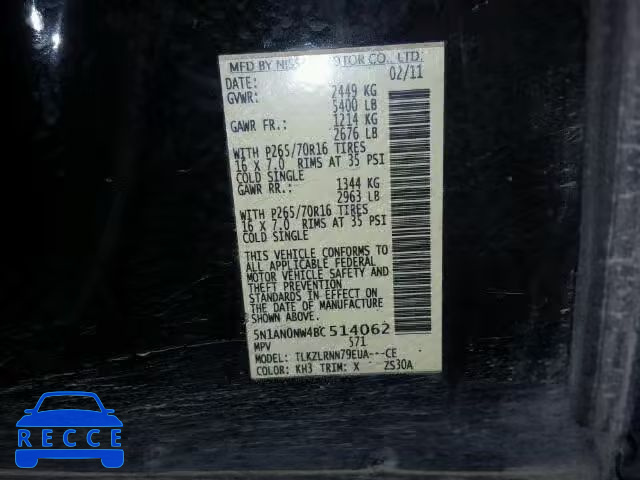 MFD BY NISSAN MOTOR CO., LTD.
DATE: 02/11
GVWR: 2449 KG
5400 LB
GAWR FR.: 1214 KG
2676 LB
WITH P265/70R16 TIRES
16 X 7.0 RIMS AT 35 PSI
COLD SINGLE
GAWR RR.: 1344 KG
2963 LB
WITH P265/70R16 TIRES
16 X 7.0 RIMS AT 35 PSI
COLD SINGLE
THIS VEHICLE CONFORMS TO
ALL APPLICABLE FEDERAL
MOTOR VEHICLE SAFETY AND
THEFT PREVENTION
STANDARDS IN EFFECT ON
THE DATE OF MANUFACTURE
SHOWN ABOVE.
5N1AN0NW4BC514062
MPV 571
MODEL: TLKZLRNN79EUA---CE
COLOR: KH3 TRIM: X ZS30A
RECCE